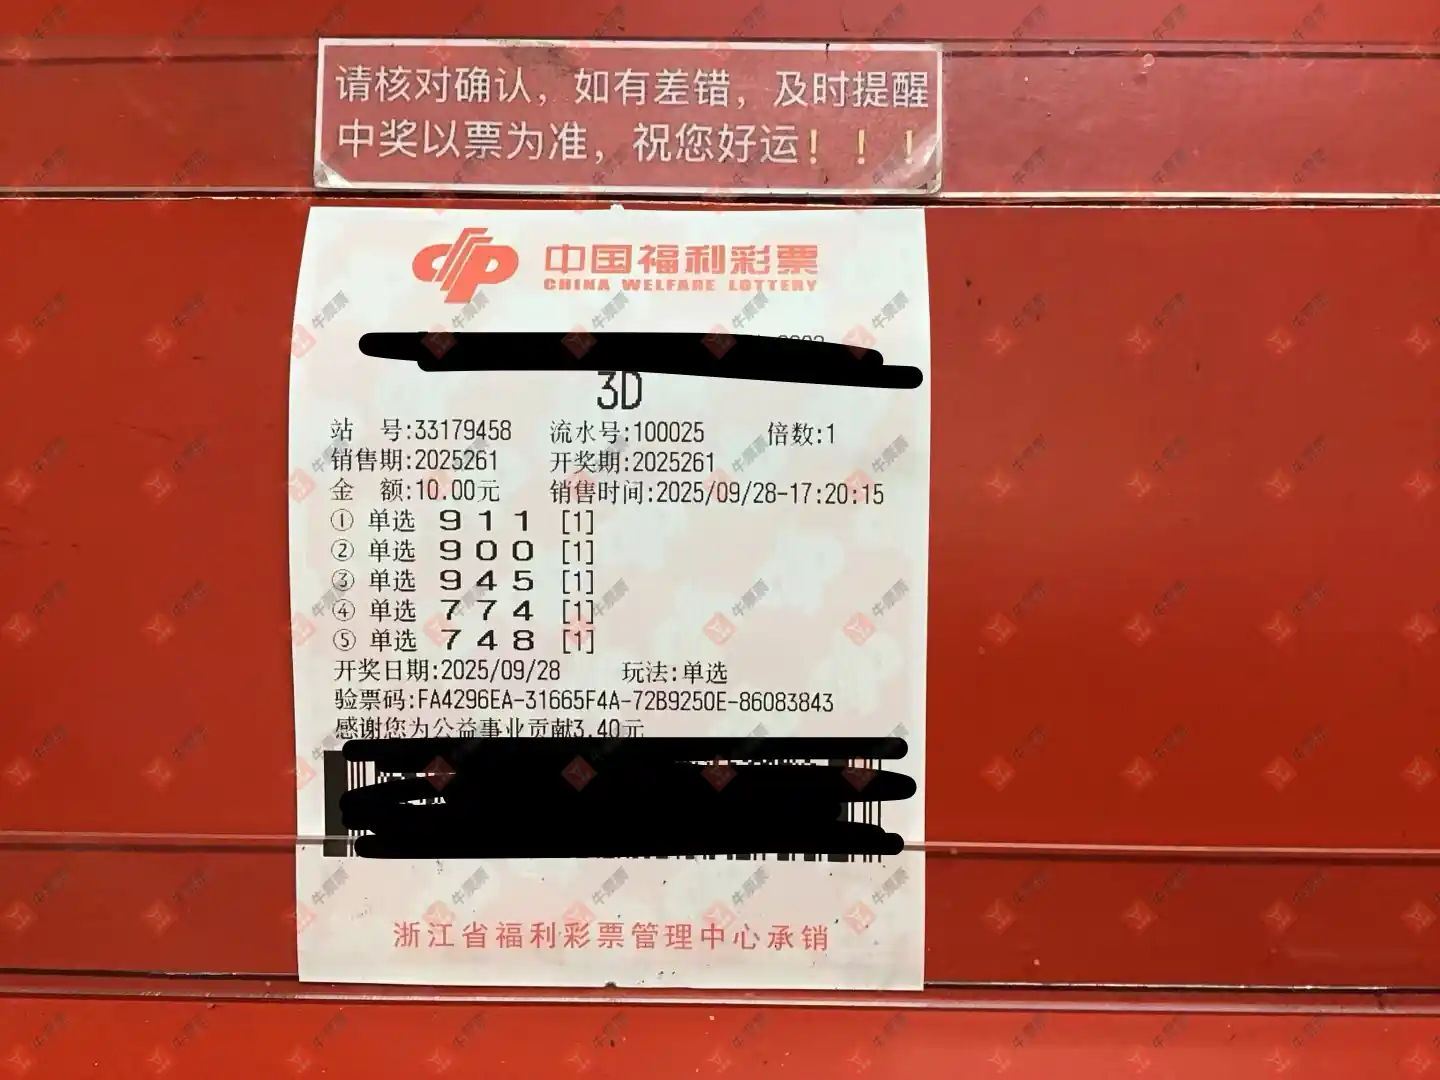 请核对确认，如有差错，及时提醒
中奖以票为准，祝您好运！！！
中国福利彩票
CHINA WELFARE LOTTERY
3D
站 号:33179458 流水号:100025 倍数:1
销售期:2025261 开奖期:2025261
金 额:10.00元 销售时间:2025/09/28-17:20:15
① 单选 9 1 1 [1]
② 单选 9 0 0 [1]
③ 单选 9 4 5 [1]
④ 单选 7 7 4 [1]
⑤ 单选 7 4 8 [1]
开奖日期:2025/09/28 玩法:单选
验票码:FA4296EA-31665F4A-72B9250E-86083843
感谢您为公益事业贡献3.40元
浙江省福利彩票管理中心承销
牛票票